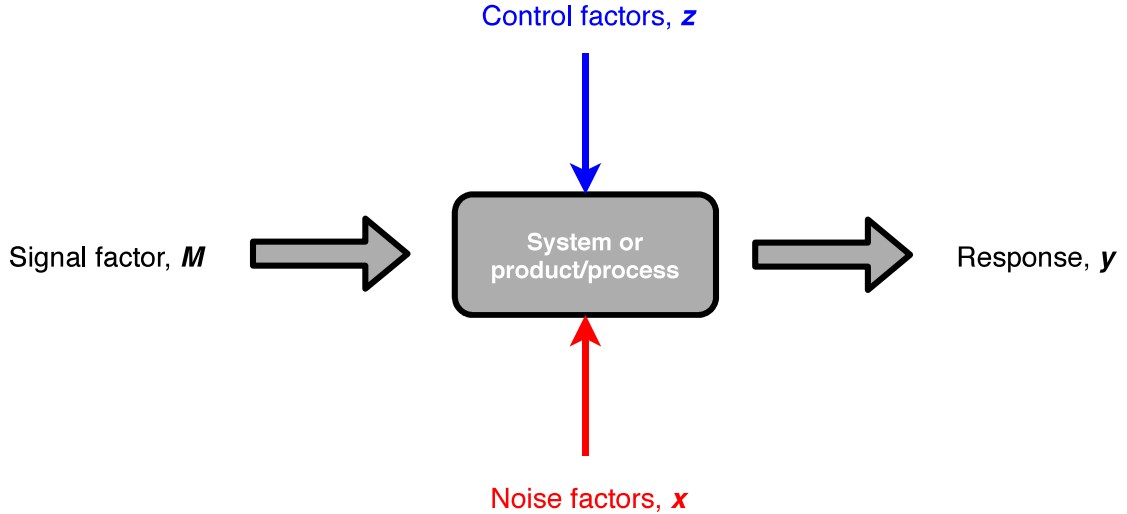 Control factors, z
Signal factor, M
System or
product/process
Response, y
Noise factors, x